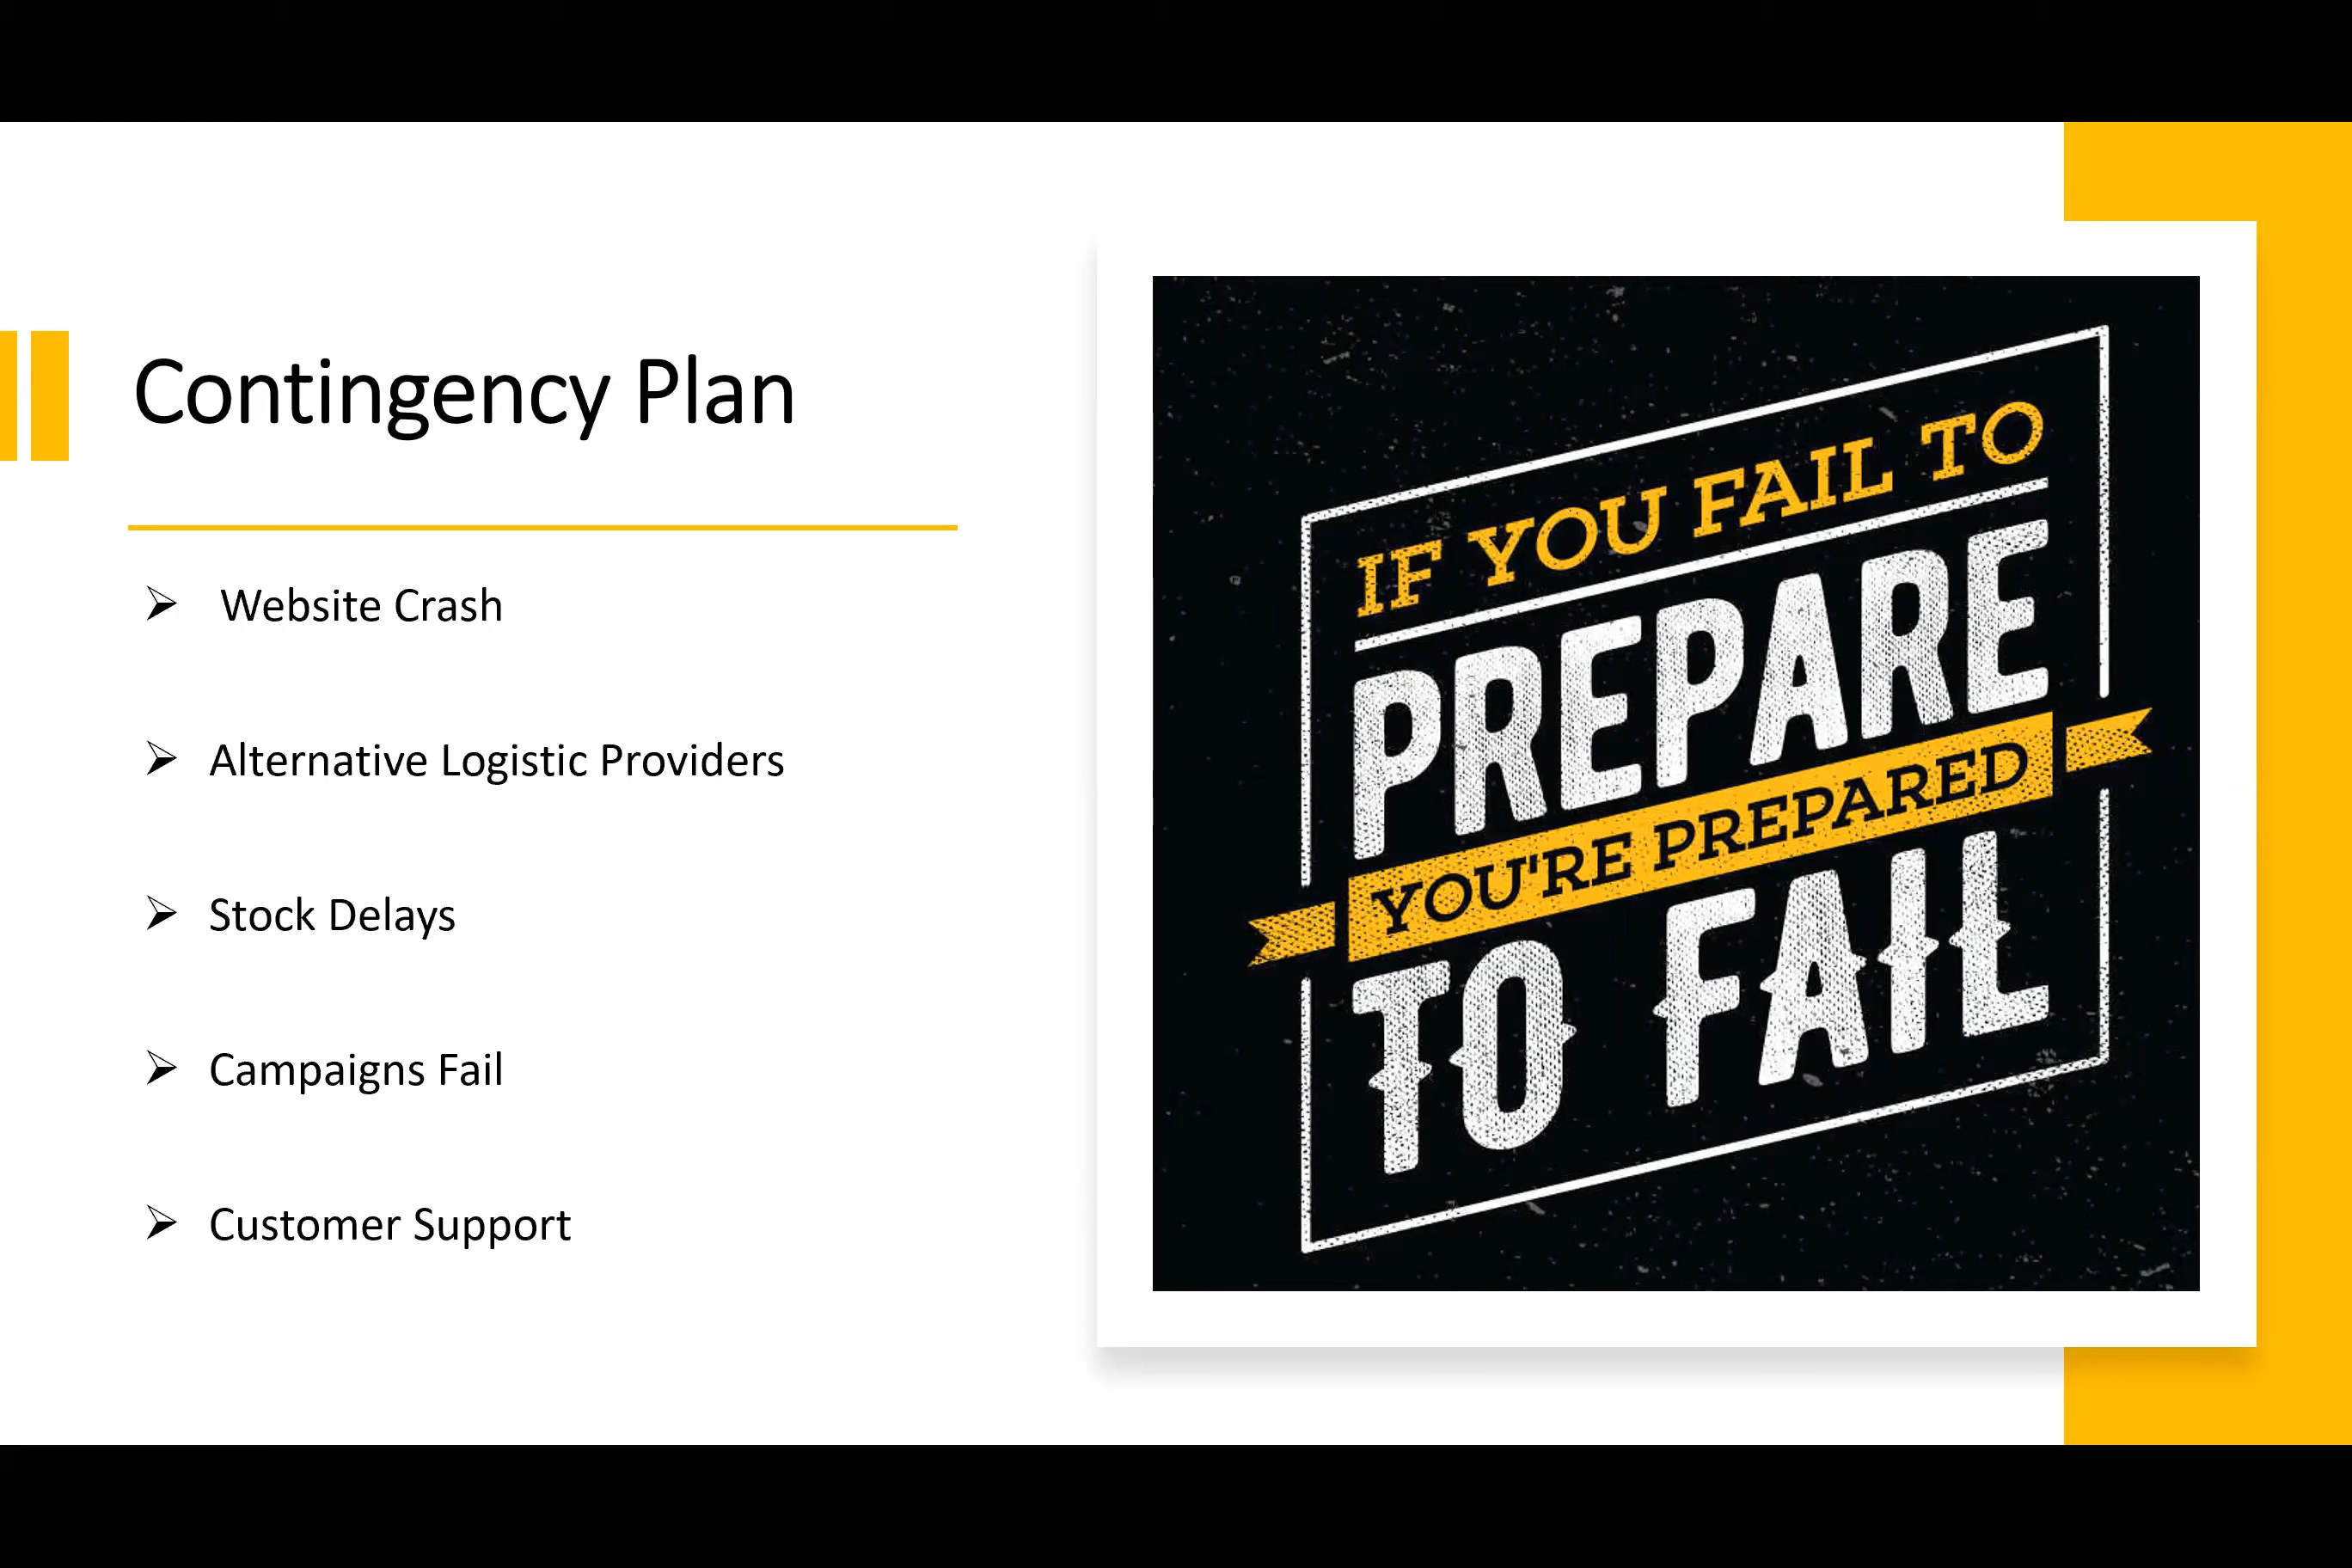 Contingency Plan
Website Crash
Alternative Logistic Providers
Stock Delays
Campaigns Fail
Customer Support
IF YOU FAIL TO
PREPARE
YOU'RE PREPARED
TO FAIL